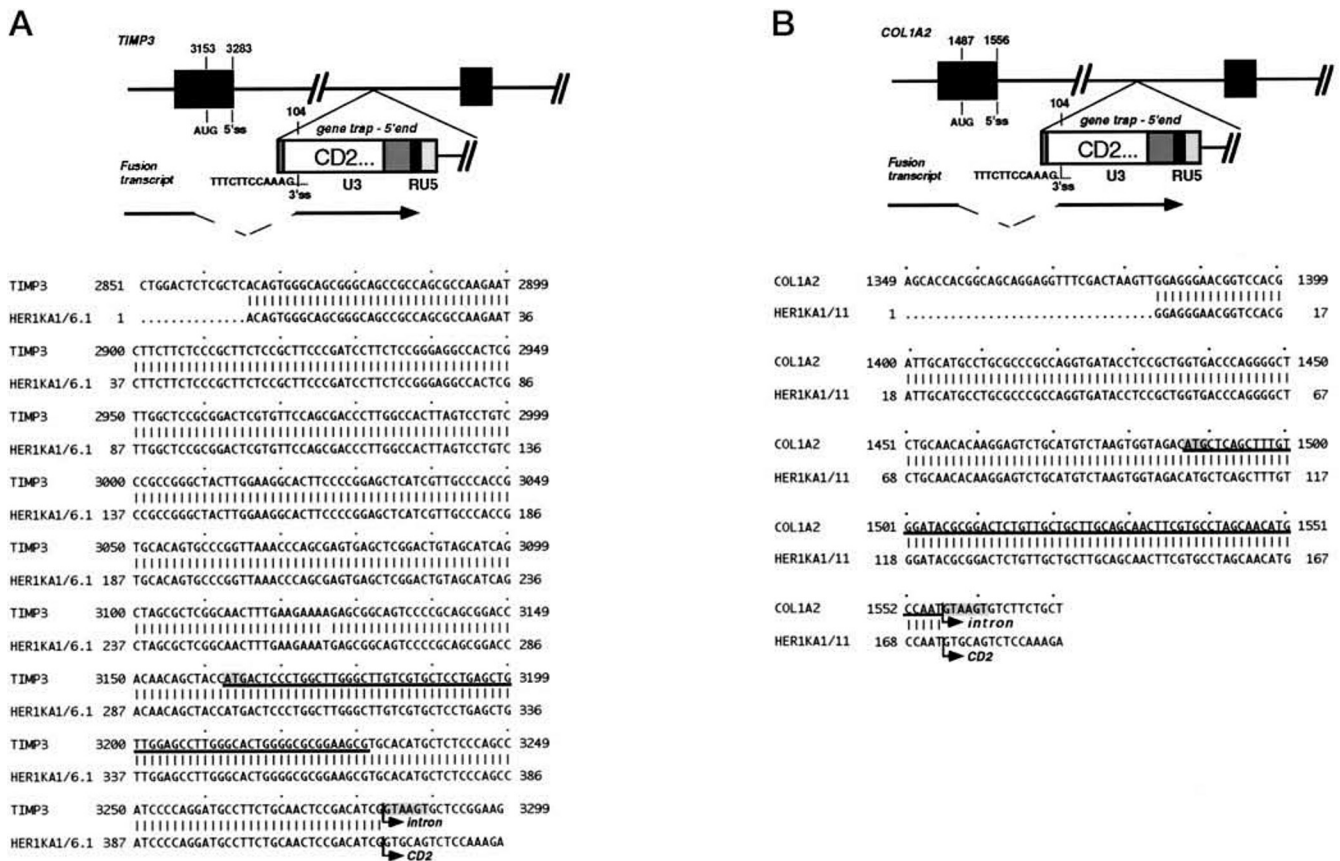 A
TIMP3
3153 3283
AUG 5'ss
104
gene trap - 5'end
CD2...
Fusion
transcript
TTTCTTCCAAAG
3'ss
U3 RU5
TIMP3 2851 CTGGACTCTCGCTCACAGTGGGCAGCGGGCAGCCGCCAGCGCCAAGAAT 2899
HER1KA1/6.1 1 ..............ACAGTGGGCAGCGGGCAGCCGCCAGCGCCAAGAAT 36
TIMP3 2900 CTTCTTCTCCCGCTTCTCCGCTTCCCGATCCTTCTCCGGGAGGCCACTCG 2949
HER1KA1/6.1 37 CTTCTTCTCCCGCTTCTCCGCTTCCCGATCCTTCTCCGGGAGGCCACTCG 86
TIMP3 2950 TTGGCTCCGCGGACTCGTGTTCCAGCGACCCTTGGCCACTTAGTCCTGTC 2999
HER1KA1/6.1 87 TTGGCTCCGCGGACTCGTGTTCCAGCGACCCTTGGCCACTTAGTCCTGTC 136
TIMP3 3000 CCGCCGGGCTACTTGGAAGGCACTTCCCCGGAGCTCATCGTTGCCCACCG 3049
HER1KA1/6.1 137 CCGCCGGGCTACTTGGAAGGCACTTCCCCGGAGCTCATCGTTGCCCACCG 186
TIMP3 3050 TGCACAGTGCCCGGTTAAACCCAGCGAGTGAGCTCGGACTGTAGCATCAG 3099
HER1KA1/6.1 187 TGCACAGTGCCCGGTTAAACCCAGCGAGTGAGCTCGGACTGTAGCATCAG 236
TIMP3 3100 CTAGCGCTCGGCAACTTTGAAGAAAAGAGCGGCAGTCCCCGCAGCGGACC 3149
HER1KA1/6.1 237 CTAGCGCTCGGCAACTTTGAAGAAATGAGCGGCAGTCCCCGCAGCGGACC 286
TIMP3 3150 ACAACAGCTACCATGACTCCCTGGCTTGGGCTTGTCGTGCTCCTGAGCTG 3199
HER1KA1/6.1 287 ACAACAGCTACCATGACTCCCTGGCTTGGGCTTGTCGTGCTCCTGAGCTG 336
TIMP3 3200 TTGGAGCCTTGGGCACTGGGGCGCGGAAGCGTGCACATGCTCTCCCAGCC 3249
HER1KA1/6.1 337 TTGGAGCCTTGGGCACTGGGGCGCGGAAGCGTGCACATGCTCTCCCAGCC 386
TIMP3 3250 ATCCCCAGGATGCCTTCTGCAACTCCGACATCGGTAAGTGCTCCGGAAG 3299
intron
HER1KA1/6.1 387 ATCCCCAGGATGCCTTCTGCAACTCCGACATCGGTGCAGTCTCCAAAGA
CD2
B
COL1A2
1487 1556
AUG 5'ss
104
gene trap - 5'end
CD2...
Fusion
transcript
TTTCTTCCAAAG
3'ss
U3 RU5
COL1A2 1349 AGCACCACGGCAGCAGGAGGTTTCGACTAAGTTGGAGGGAACGGTCCACG 1399
HER1KA1/11 1 .................................GGAGGGAACGGTCCACG 17
COL1A2 1400 ATTGCATGCCTGCGCCCGCCAGGTGATACCTCCGCTGGTGACCCAGGGGCT 1450
HER1KA1/11 18 ATTGCATGCCTGCGCCCGCCAGGTGATACCTCCGCTGGTGACCCAGGGGCT 67
COL1A2 1451 CTGCAACACAAGGAGTCTGCATGTCTAAGTGGTAGACATGCTCAGCTTTGT 1500
HER1KA1/11 68 CTGCAACACAAGGAGTCTGCATGTCTAAGTGGTAGACATGCTCAGCTTTGT 117
COL1A2 1501 GGATACGCGGACTCTGTTGCTGCTTGCAGCAACTTCGTGCCTAGCAACATG 1551
HER1KA1/11 118 GGATACGCGGACTCTGTTGCTGCTTGCAGCAACTTCGTGCCTAGCAACATG 167
COL1A2 1552 CCAATGTAAGTGTCTTCTGCT
intron
HER1KA1/11 168 CCAATGTGCAGTCTCCAAAGA
CD2